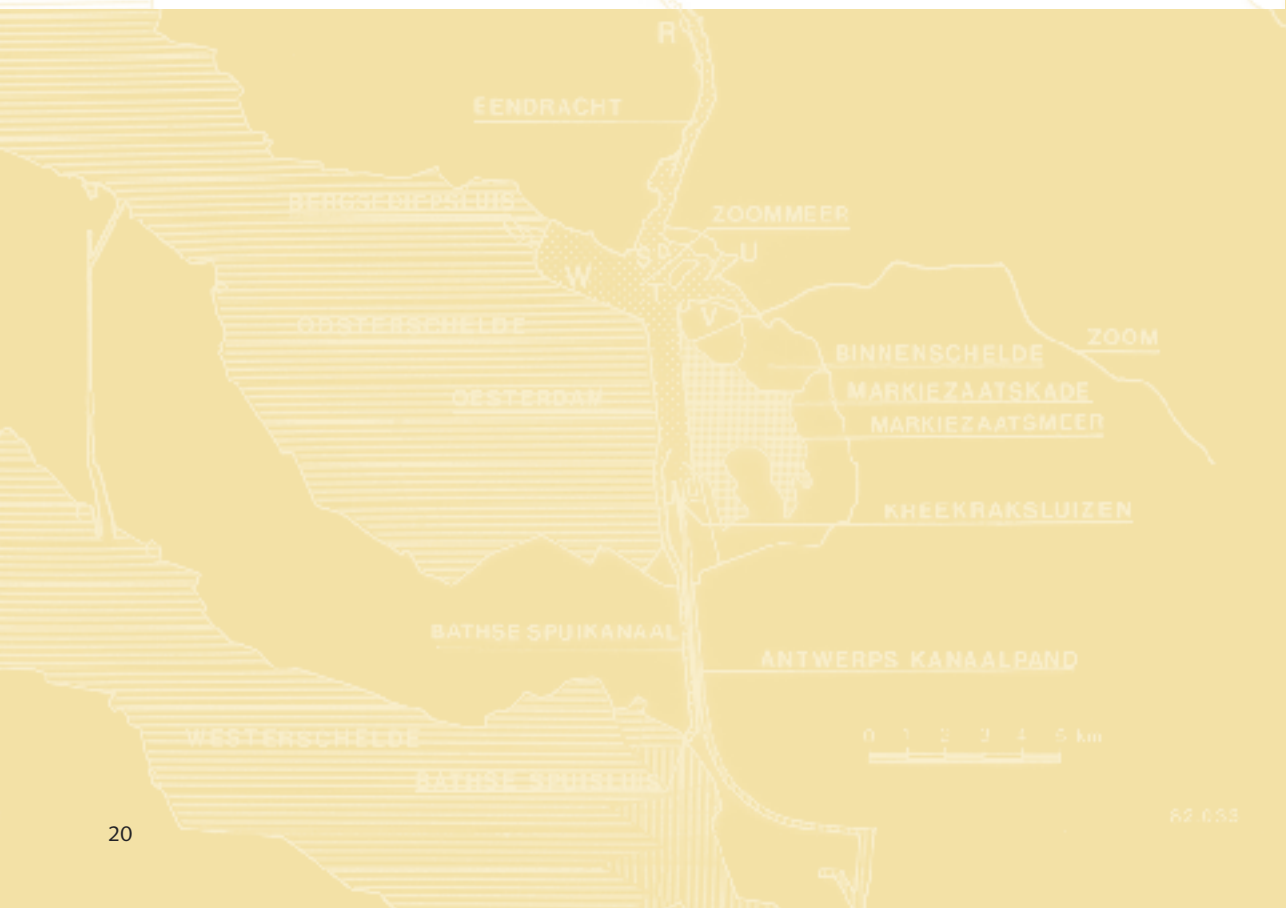 R
EENDRACHT
BERGSCHEPSLUIS
ZOOMMEER
S D
U
W
T
V
OOSTERSCHELDE
ZOOM
BINNENSCHELDE
OESTERDAM
MARKIEZAATSKADE
MARKIEZAATSMEER
KREEKRAKSLUIZEN
BATHSE SPUIKANAAL
ANTWERPS KANAALPAND
WESTERSCHELDE
0 1 2 3 4 5 km
BATHSE SPUISLUIS
20